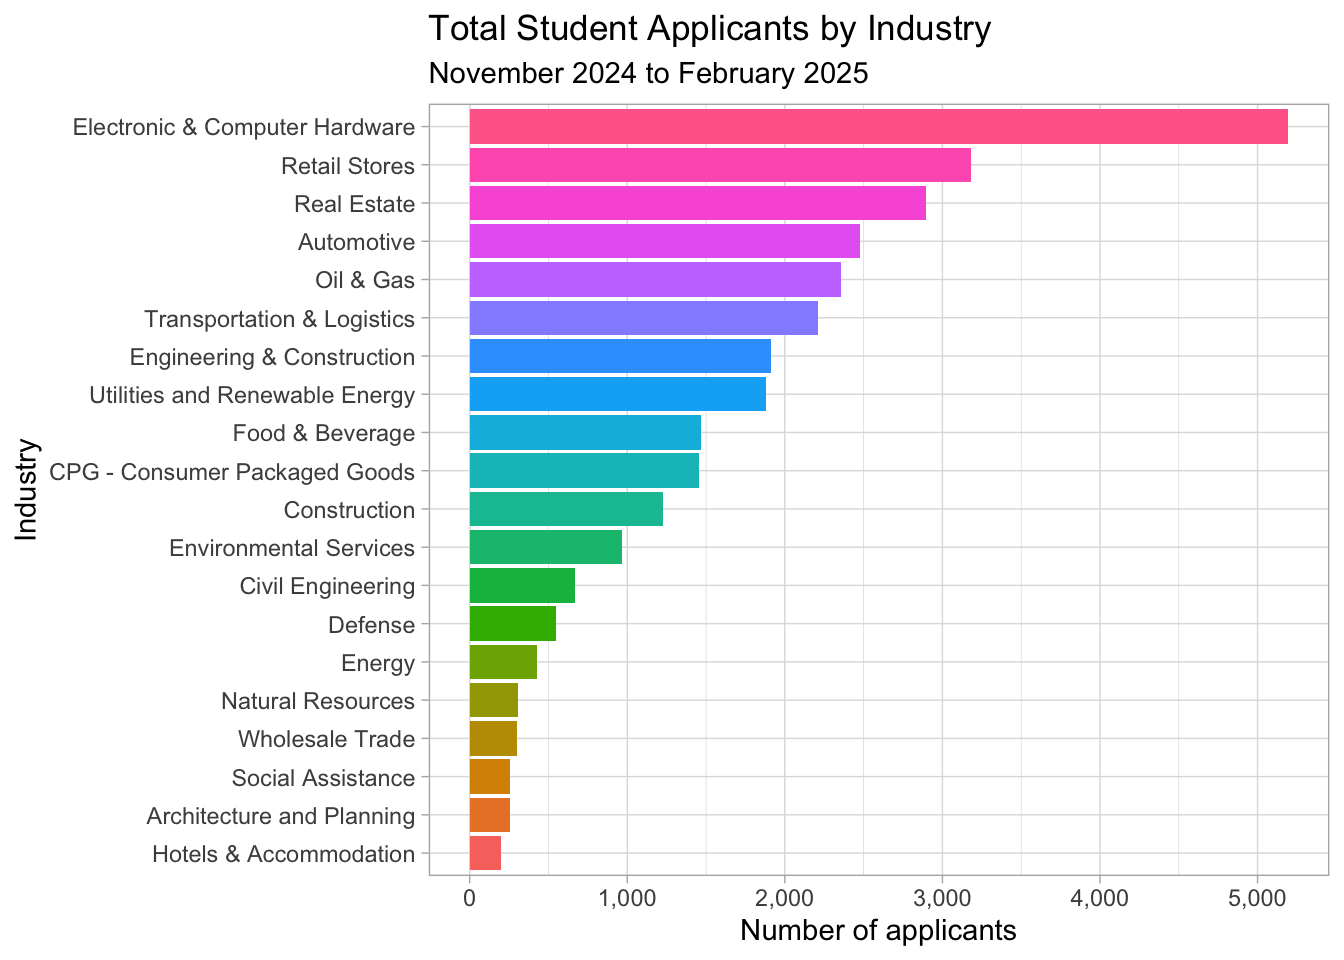 Total Student Applicants by Industry
November 2024 to February 2025
Electronic & Computer Hardware
Retail Stores
Real Estate
Automotive
Oil & Gas
Transportation & Logistics
Engineering & Construction
Utilities and Renewable Energy
Food & Beverage
CPG - Consumer Packaged Goods
Construction
Environmental Services
Civil Engineering
Defense
Energy
Natural Resources
Wholesale Trade
Social Assistance
Architecture and Planning
Hotels & Accommodation
Industry
0 1,000 2,000 3,000 4,000 5,000
Number of applicants